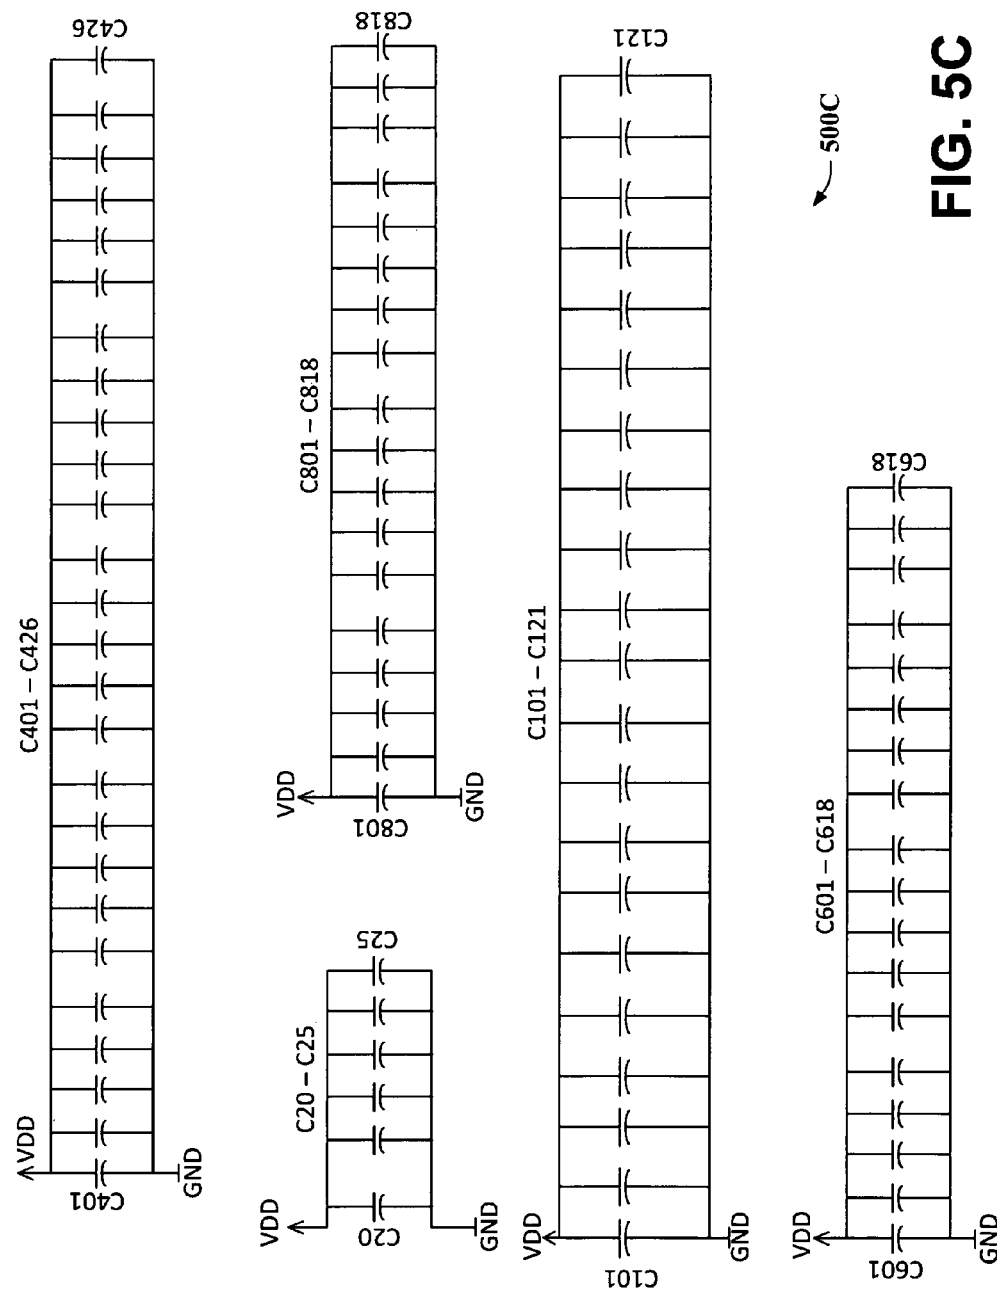 C401 – C426
VDD
C401
C426
GND
C20 – C25
VDD
C20
C25
GND
C801 – C818
VDD
C801
C818
GND
C101 – C121
VDD
C101
C121
GND
C601 – C618
VDD
C601
C618
GND
500C
FIG. 5C